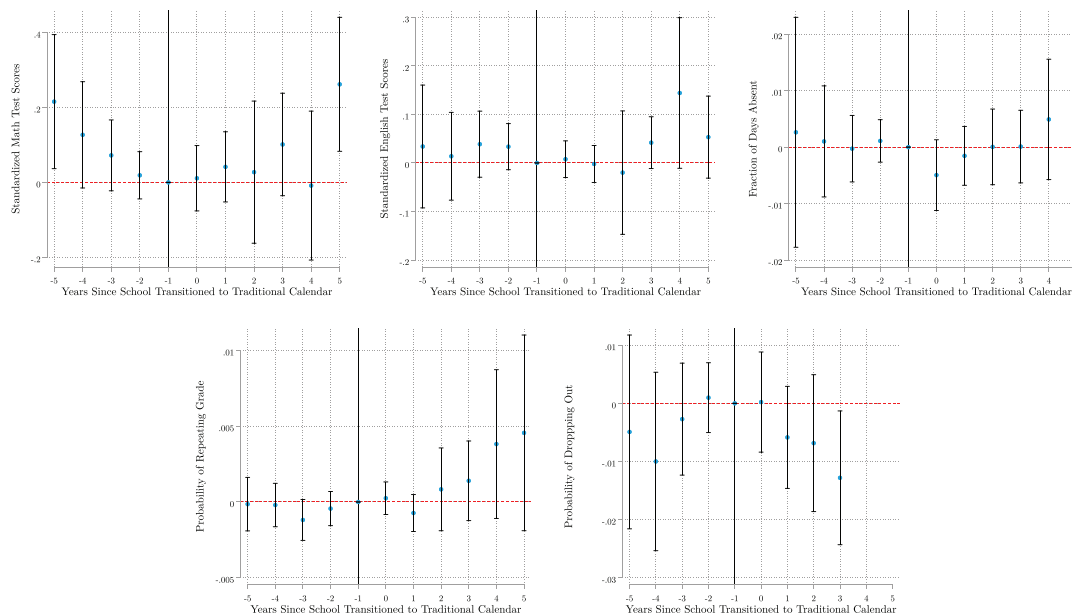 Standardized Math Test Scores
.4
.2
0
-.2
-5 -4 -3 -2 -1 0 1 2 3 4 5
Years Since School Transitioned to Traditional Calendar
Standardized English Test Scores
.3
.2
.1
0
-.1
-.2
-5 -4 -3 -2 -1 0 1 2 3 4 5
Years Since School Transitioned to Traditional Calendar
Fraction of Days Absent
.02
.01
0
-.01
-.02
-5 -4 -3 -2 -1 0 1 2 3 4
Years Since School Transitioned to Traditional Calendar
Probability of Repeating Grade
.01
.005
0
-.005
-5 -4 -3 -2 -1 0 1 2 3 4 5
Years Since School Transitioned to Traditional Calendar
Probability of Droppping Out
.01
0
-.01
-.02
-.03
-5 -4 -3 -2 -1 0 1 2 3 4 5
Years Since School Transitioned to Traditional Calendar